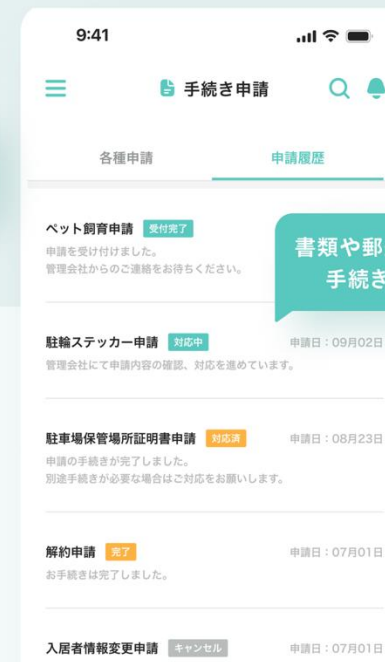 9:41
手続き申請
各種申請
申請履歴
ペット飼育申請 受付完了
申請を受け付けました。
管理会社からのご連絡をお待ちください。
書類や郵
手続き
駐輪ステッカー申請 対応中 申請日：09月02日
管理会社にて申請内容の確認、対応を進めています。
駐車場保管場所証明書申請 対応済 申請日：08月23日
申請の手続きが完了しました。
別途手続きが必要な場合はご対応をお願いします。
解約申請 完了 申請日：07月01日
お手続きは完了しました。
入居者情報変更申請 キャンセル 申請日：07月01日